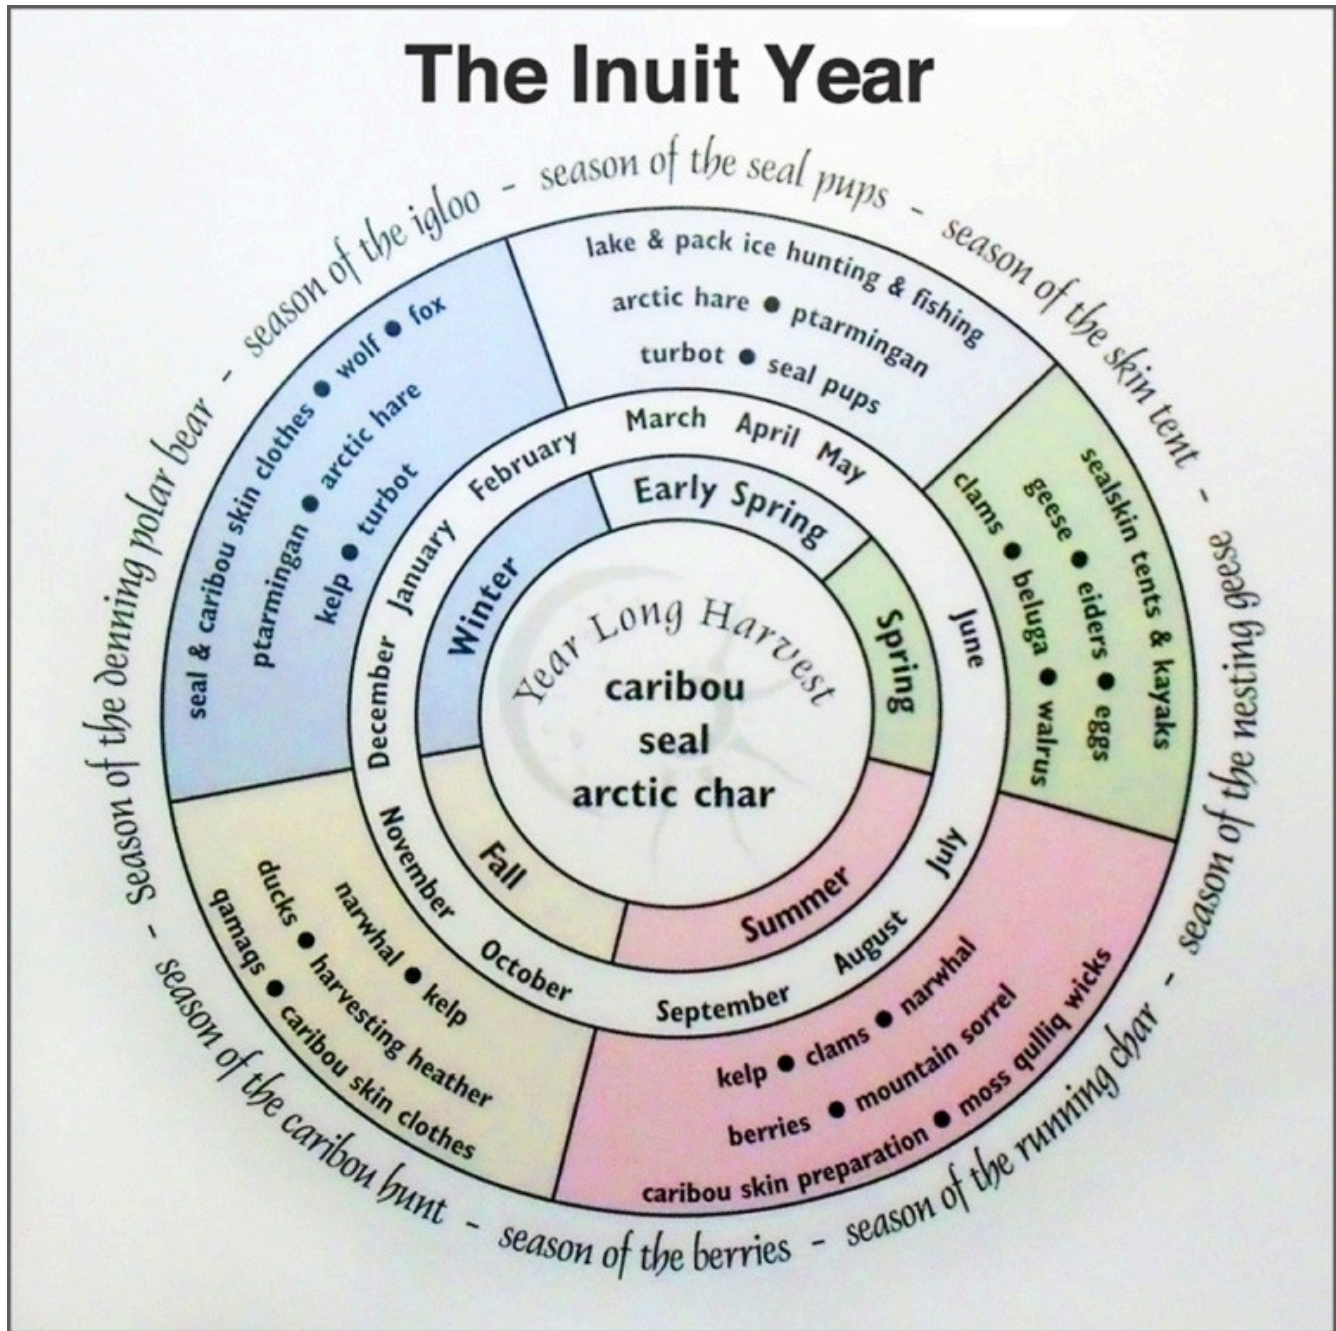 The Inuit Year
season of the seal pups - season of the skin tent - season of the nesting geese - season of the running char - season of the berries - season of the caribou hunt - season of the denning polar bear - season of the igloo -
lake & pack ice hunting & fishing
arctic hare ● ptarmigan
turbot ● seal pups
sealskin tents & kayaks
geese ● eiders ● eggs
clams ● beluga ● walrus
kelp ● clams ● narwhal
berries ● mountain sorrel
caribou skin preparation ● moss qulliq wicks
narwhal ● kelp
ducks ● harvesting heather
qamaqs ● caribou skin clothes
seal & caribou skin clothes ● wolf ● fox
ptarmigan ● arctic hare
kelp ● turbot
January
February
March
April
May
June
July
August
September
October
November
December
Early Spring
Spring
Summer
Fall
Winter
Year Long Harvest
caribou
seal
arctic char